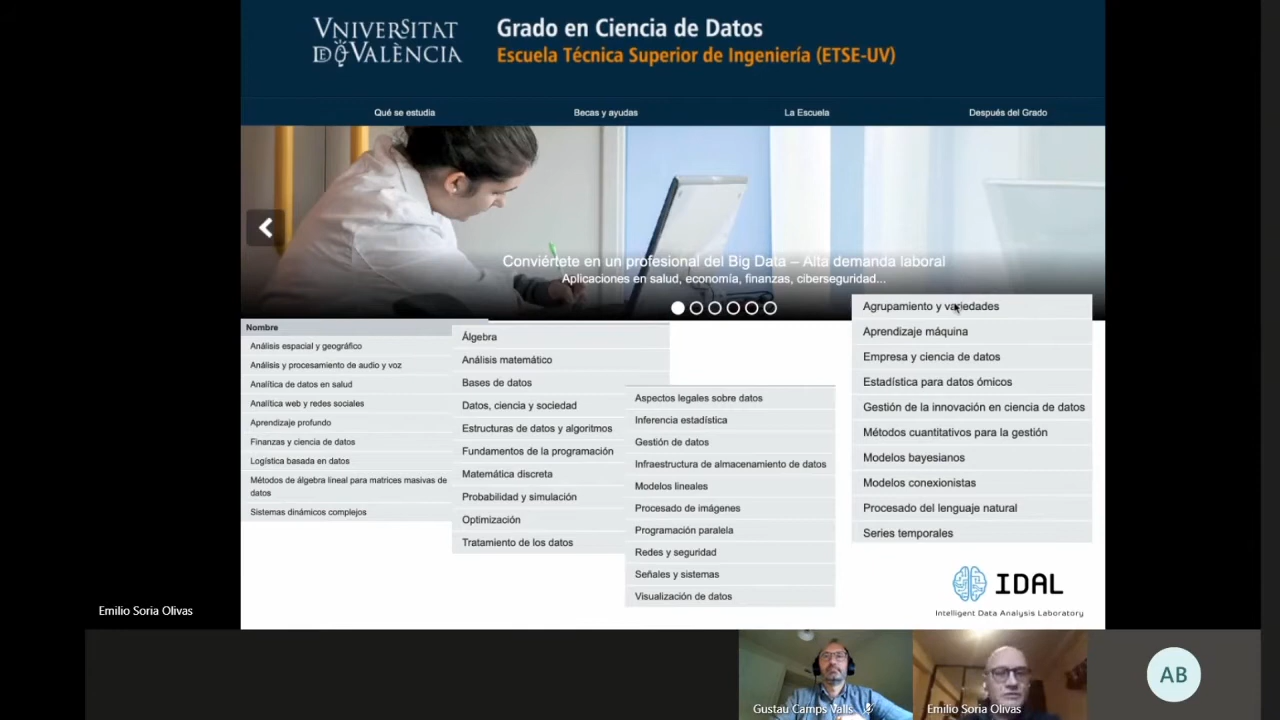 VNIVERSITAT
DE VALÈNCIA
Grado en Ciencia de Datos
Escuela Técnica Superior de Ingeniería (ETSE-UV)
Qué se estudia
Becas y ayudas
La Escuela
Después del Grado
Conviértete en un profesional del Big Data – Alta demanda laboral
Aplicaciones en salud, economía, finanzas, ciberseguridad...
Nombre
Análisis espacial y geográfico
Análisis y procesamiento de audio y voz
Analítica de datos en salud
Analítica web y redes sociales
Aprendizaje profundo
Finanzas y ciencia de datos
Logística basada en datos
Métodos de álgebra lineal para matrices masivas de
datos
Sistemas dinámicos complejos
Álgebra
Análisis matemático
Bases de datos
Datos, ciencia y sociedad
Estructuras de datos y algoritmos
Fundamentos de la programación
Matemática discreta
Probabilidad y simulación
Optimización
Tratamiento de los datos
Aspectos legales sobre datos
Inferencia estadística
Gestión de datos
Infraestructura de almacenamiento de datos
Modelos lineales
Procesado de imágenes
Programación paralela
Redes y seguridad
Señales y sistemas
Visualización de datos
Agrupamiento y variedades
Aprendizaje máquina
Empresa y ciencia de datos
Estadística para datos ómicos
Gestión de la innovación en ciencia de datos
Métodos cuantitativos para la gestión
Modelos bayesianos
Modelos conexionistas
Procesado del lenguaje natural
Series temporales
IDAL
Intelligent Data Analysis Laboratory
Emilio Soria Olivas
Gustau Camps Valls
Emilio Soria Olivas
AB